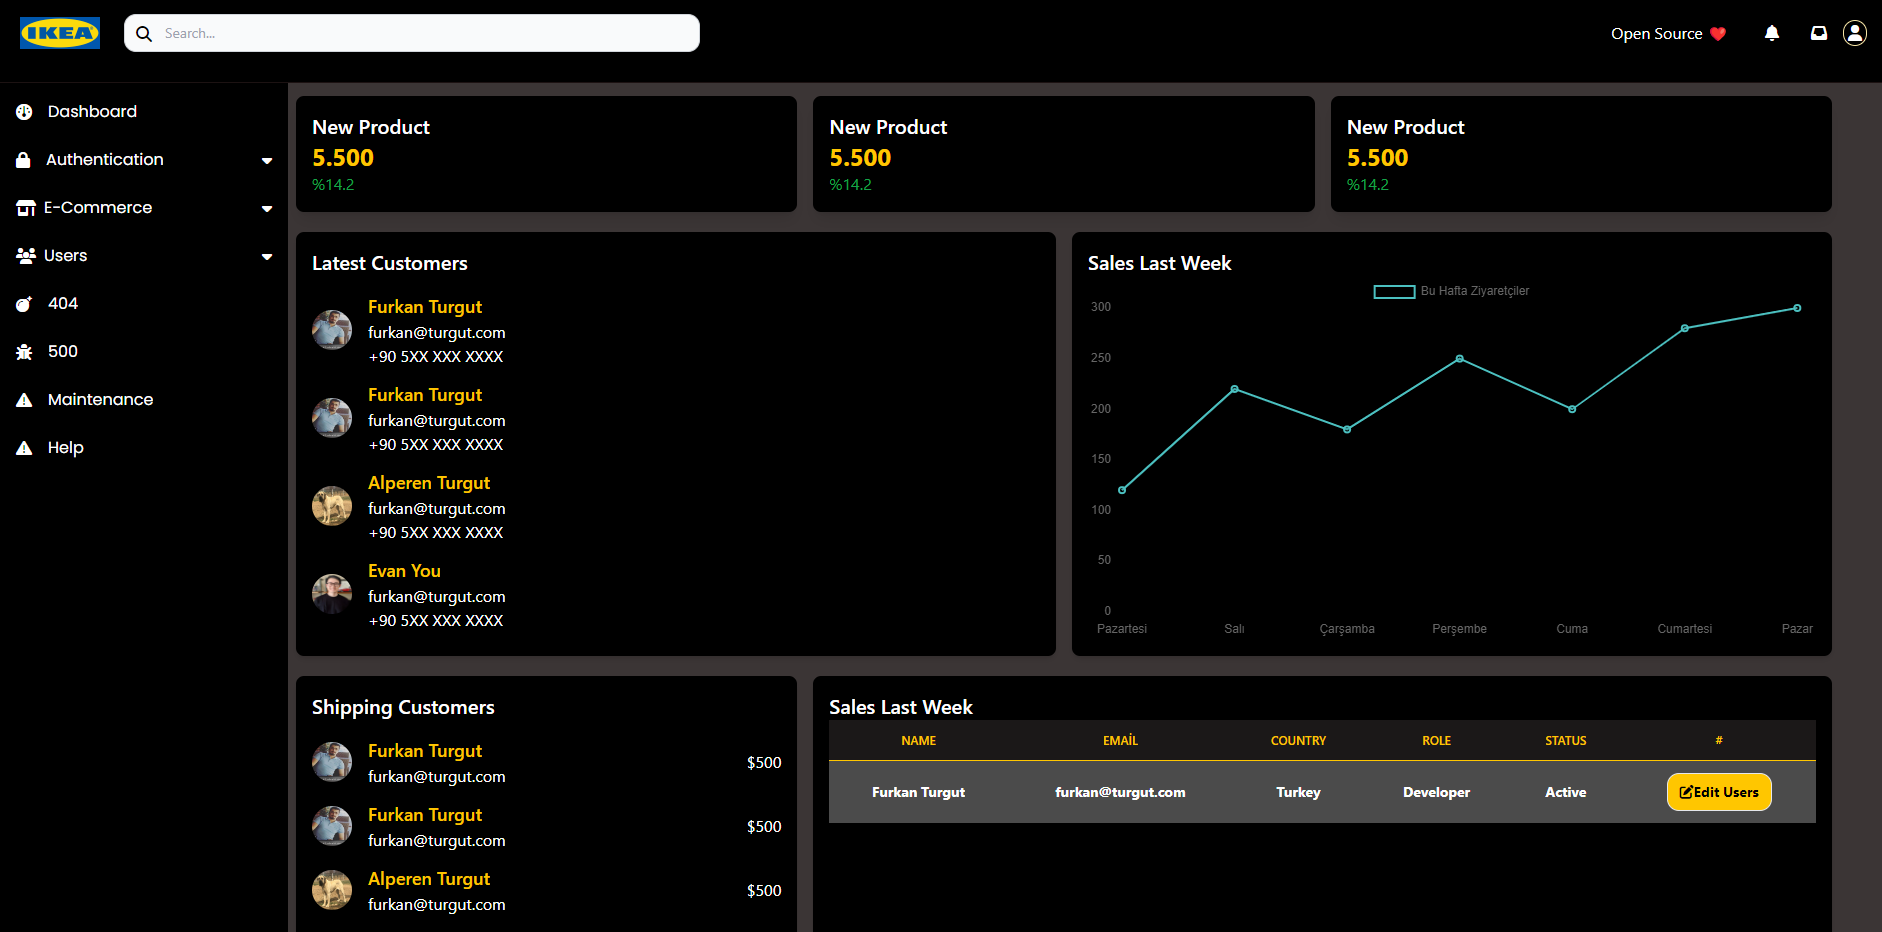 IKEA
Search...
Open Source
Dashboard
Authentication
E-Commerce
Users
404
500
Maintenance
Help
New Product
5.500
%14.2
New Product
5.500
%14.2
New Product
5.500
%14.2
Latest Customers
Furkan Turgut
furkan@turgut.com
+90 5XX XXX XXXX
Furkan Turgut
furkan@turgut.com
+90 5XX XXX XXXX
Alperen Turgut
furkan@turgut.com
+90 5XX XXX XXXX
Evan You
furkan@turgut.com
+90 5XX XXX XXXX
Sales Last Week
Bu Hafta Ziyaretçiler
300
250
200
150
100
50
0
Pazartesi Salı Çarşamba Perşembe Cuma Cumartesi Pazar
Shipping Customers
Furkan Turgut
furkan@turgut.com
$500
Furkan Turgut
furkan@turgut.com
$500
Alperen Turgut
furkan@turgut.com
$500
Sales Last Week
NAME EMAİL COUNTRY ROLE STATUS #
Furkan Turgut furkan@turgut.com Turkey Developer Active Edit Users